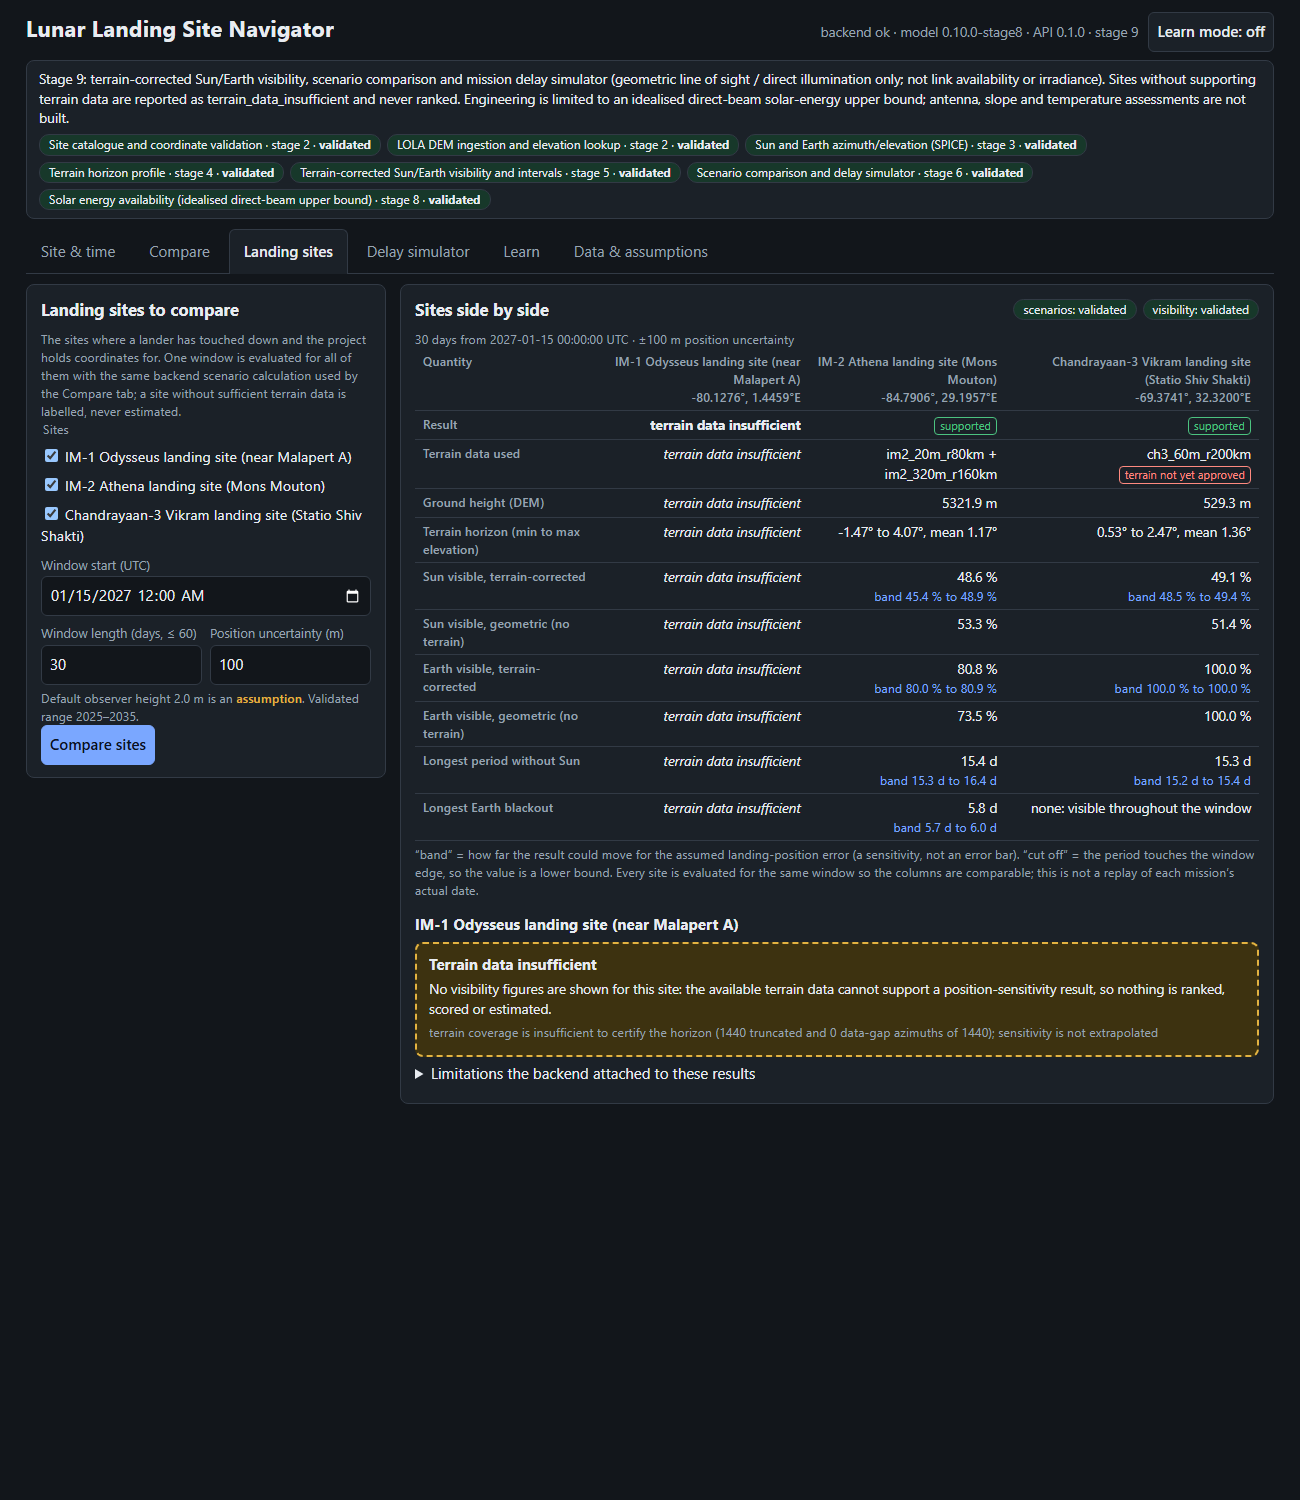 Lunar Landing Site Navigator
backend ok · model 0.10.0-stage8 · API 0.1.0 · stage 9
Learn mode: off
Stage 9: terrain-corrected Sun/Earth visibility, scenario comparison and mission delay simulator (geometric line of sight / direct illumination only; not link availability or irradiance). Sites without supporting
terrain data are reported as terrain_data_insufficient and never ranked. Engineering is limited to an idealised direct-beam solar-energy upper bound; antenna, slope and temperature assessments are not
built.
Site catalogue and coordinate validation · stage 2 · validated
LOLA DEM ingestion and elevation lookup · stage 2 · validated
Sun and Earth azimuth/elevation (SPICE) · stage 3 · validated
Terrain horizon profile · stage 4 · validated
Terrain-corrected Sun/Earth visibility and intervals · stage 5 · validated
Scenario comparison and delay simulator · stage 6 · validated
Solar energy availability (idealised direct-beam upper bound) · stage 8 · validated
Site & time
Compare
Landing sites
Delay simulator
Learn
Data & assumptions
Landing sites to compare
The sites where a lander has touched down and the project
holds coordinates for. One window is evaluated for all of
them with the same backend scenario calculation used by
the Compare tab; a site without sufficient terrain data is
labelled, never estimated.
Sites
IM-1 Odysseus landing site (near Malapert A)
IM-2 Athena landing site (Mons Mouton)
Chandrayaan-3 Vikram landing site (Statio Shiv
Shakti)
Window start (UTC)
01/15/2027 12:00 AM
Window length (days, ≤ 60)
Position uncertainty (m)
30
100
Default observer height 2.0 m is an assumption. Validated
range 2025–2035.
Compare sites
Sites side by side
scenarios: validated
visibility: validated
30 days from 2027-01-15 00:00:00 UTC · ±100 m position uncertainty
Quantity
IM-1 Odysseus landing site (near
Malapert A)
-80.1276°, 1.4459°E
IM-2 Athena landing site (Mons
Mouton)
-84.7906°, 29.1957°E
Chandrayaan-3 Vikram landing site
(Statio Shiv Shakti)
-69.3741°, 32.3200°E
Result
terrain data insufficient
supported
supported
Terrain data used
terrain data insufficient
im2_20m_r80km +
im2_320m_r160km
ch3_60m_r200km
terrain not yet approved
Ground height (DEM)
terrain data insufficient
5321.9 m
529.3 m
Terrain horizon (min to max
elevation)
terrain data insufficient
-1.47° to 4.07°, mean 1.17°
0.53° to 2.47°, mean 1.36°
Sun visible, terrain-corrected
terrain data insufficient
48.6 %
band 45.4 % to 48.9 %
49.1 %
band 48.5 % to 49.4 %
Sun visible, geometric (no
terrain)
terrain data insufficient
53.3 %
51.4 %
Earth visible, terrain-
corrected
terrain data insufficient
80.8 %
band 80.0 % to 80.9 %
100.0 %
band 100.0 % to 100.0 %
Earth visible, geometric (no
terrain)
terrain data insufficient
73.5 %
100.0 %
Longest period without Sun
terrain data insufficient
15.4 d
band 15.3 d to 16.4 d
15.3 d
band 15.2 d to 15.4 d
Longest Earth blackout
terrain data insufficient
5.8 d
band 5.7 d to 6.0 d
none: visible throughout the window
“band” = how far the result could move for the assumed landing-position error (a sensitivity, not an error bar). “cut off” = the period touches the window
edge, so the value is a lower bound. Every site is evaluated for the same window so the columns are comparable; this is not a replay of each mission's
actual date.
IM-1 Odysseus landing site (near Malapert A)
Terrain data insufficient
No visibility figures are shown for this site: the available terrain data cannot support a position-sensitivity result, so nothing is ranked,
scored or estimated.
terrain coverage is insufficient to certify the horizon (1440 truncated and 0 data-gap azimuths of 1440); sensitivity is not extrapolated
Limitations the backend attached to these results